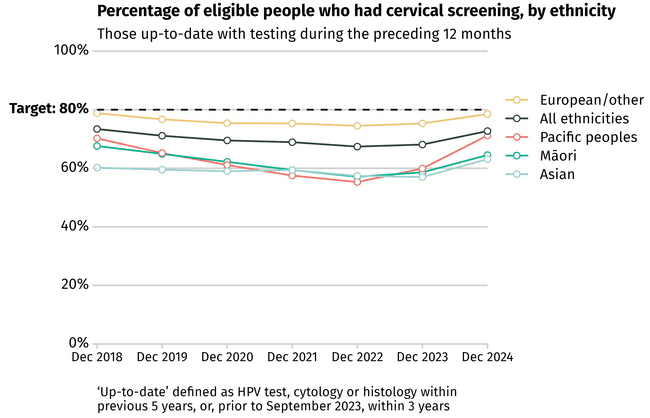 Percentage of eligible people who had cervical screening, by ethnicity
Those up-to-date with testing during the preceding 12 months
100%
Target: 80%
60%
40%
20%
0%
Dec 2018 Dec 2019 Dec 2020 Dec 2021 Dec 2022 Dec 2023 Dec 2024
European/other
All ethnicities
Pacific peoples
Māori
Asian
‘Up-to-date’ defined as HPV test, cytology or histology within
previous 5 years, or, prior to September 2023, within 3 years